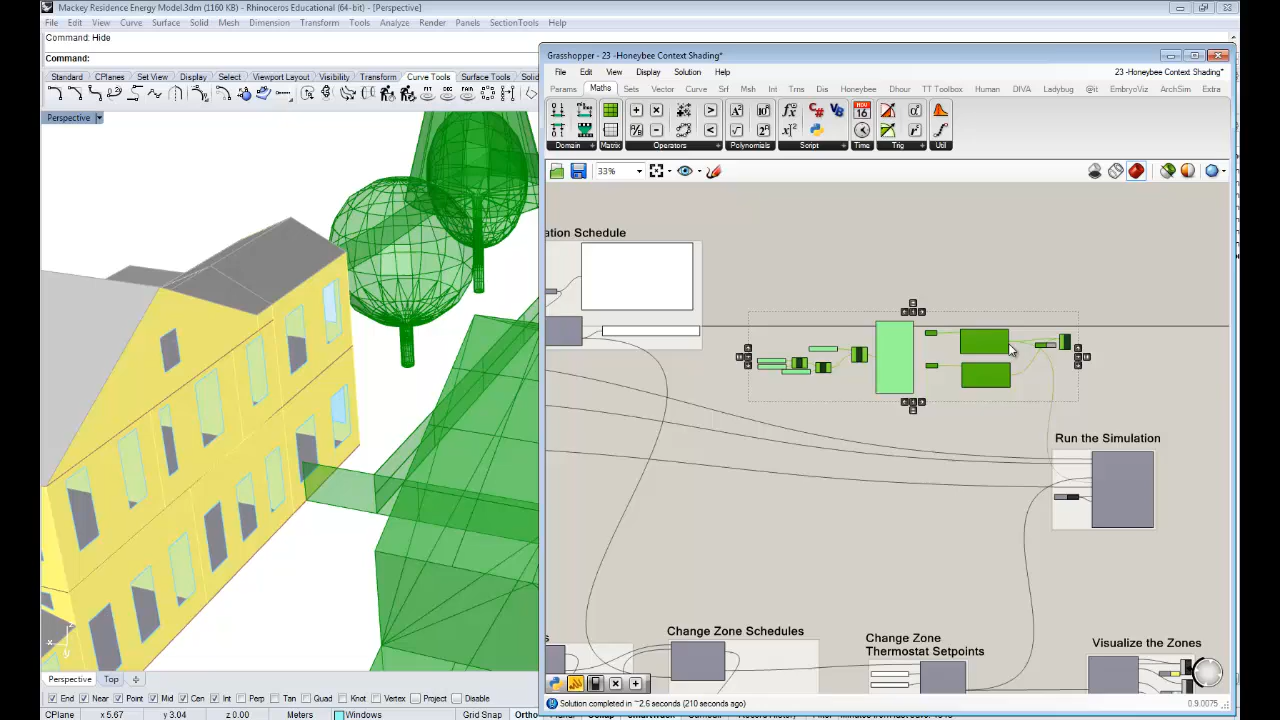 Mackey Residence Energy Model.3dm (1160 KB) - Rhinoceros Educational (64-bit) - [Perspective]
File Edit View Curve Surface Solid Mesh Dimension Transform Tools Analyze Render Panels SectionTools Help
Command: Hide
Command:
Standard CPlanes Set View Display Select Viewport Layout Visibility Transform Curve Tools Surface Tools Solid
Perspective
Grasshopper - 23 -Honeybee Context Shading*
File Edit View Display Solution Help
23 -Honeybee Context Shading*
Params Maths Sets Vector Curve Srf Msh Int Trns Dis Honeybee Dhour TT Toolbox Human DIVA Ladybug @it EmbryoViz ArchSim Extra
Domain Matrix Operators Polynomials Script Time Trig Util
33%
ation Schedule
Run the Simulation
Change Zone Schedules
Change Zone
Thermostat Setpoints
Visualize the Zones
Solution completed in ~2.6 seconds (210 seconds ago)
0.9.0075
Perspective Top
End Near Point Mid Cen Int Perp Tan Quad Knot Vertex Project Disable
CPlane x 5.67 y 3.04 z 0.00 Meters Windows Grid Snap Ortho